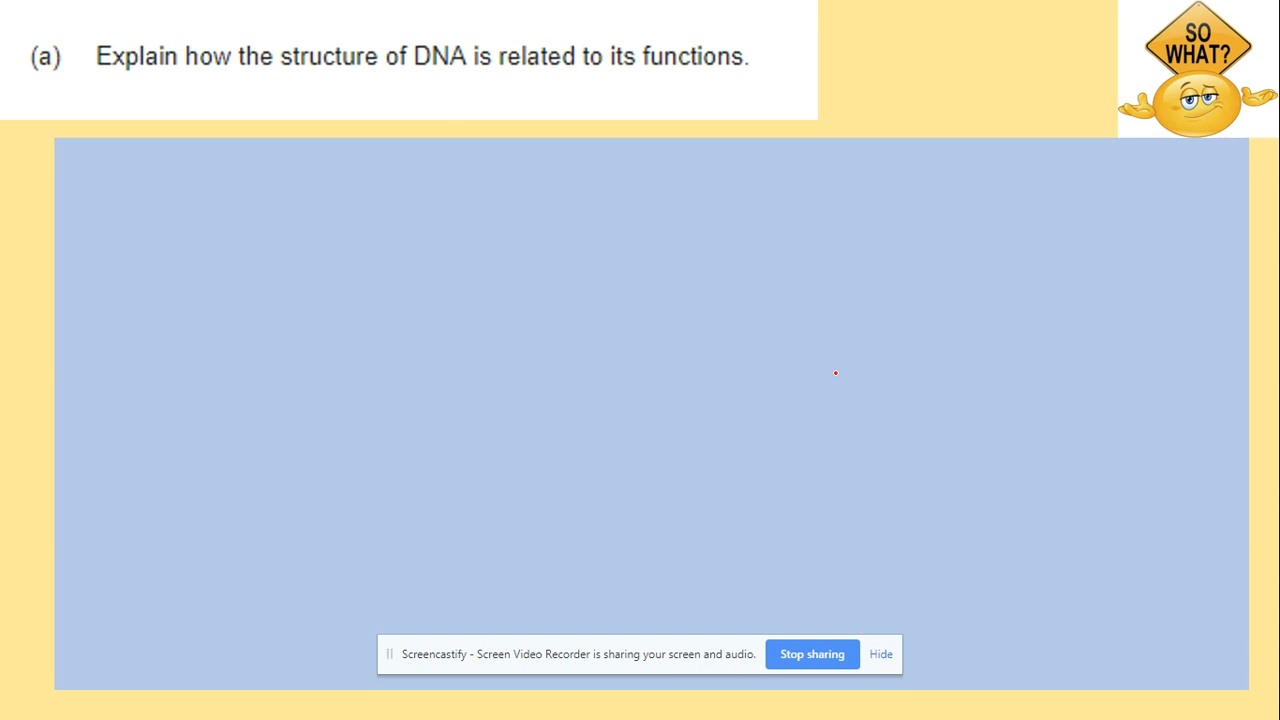 (a) Explain how the structure of DNA is related to its functions.
SO
WHAT?
Screencastify - Screen Video Recorder is sharing your screen and audio. Stop sharing Hide